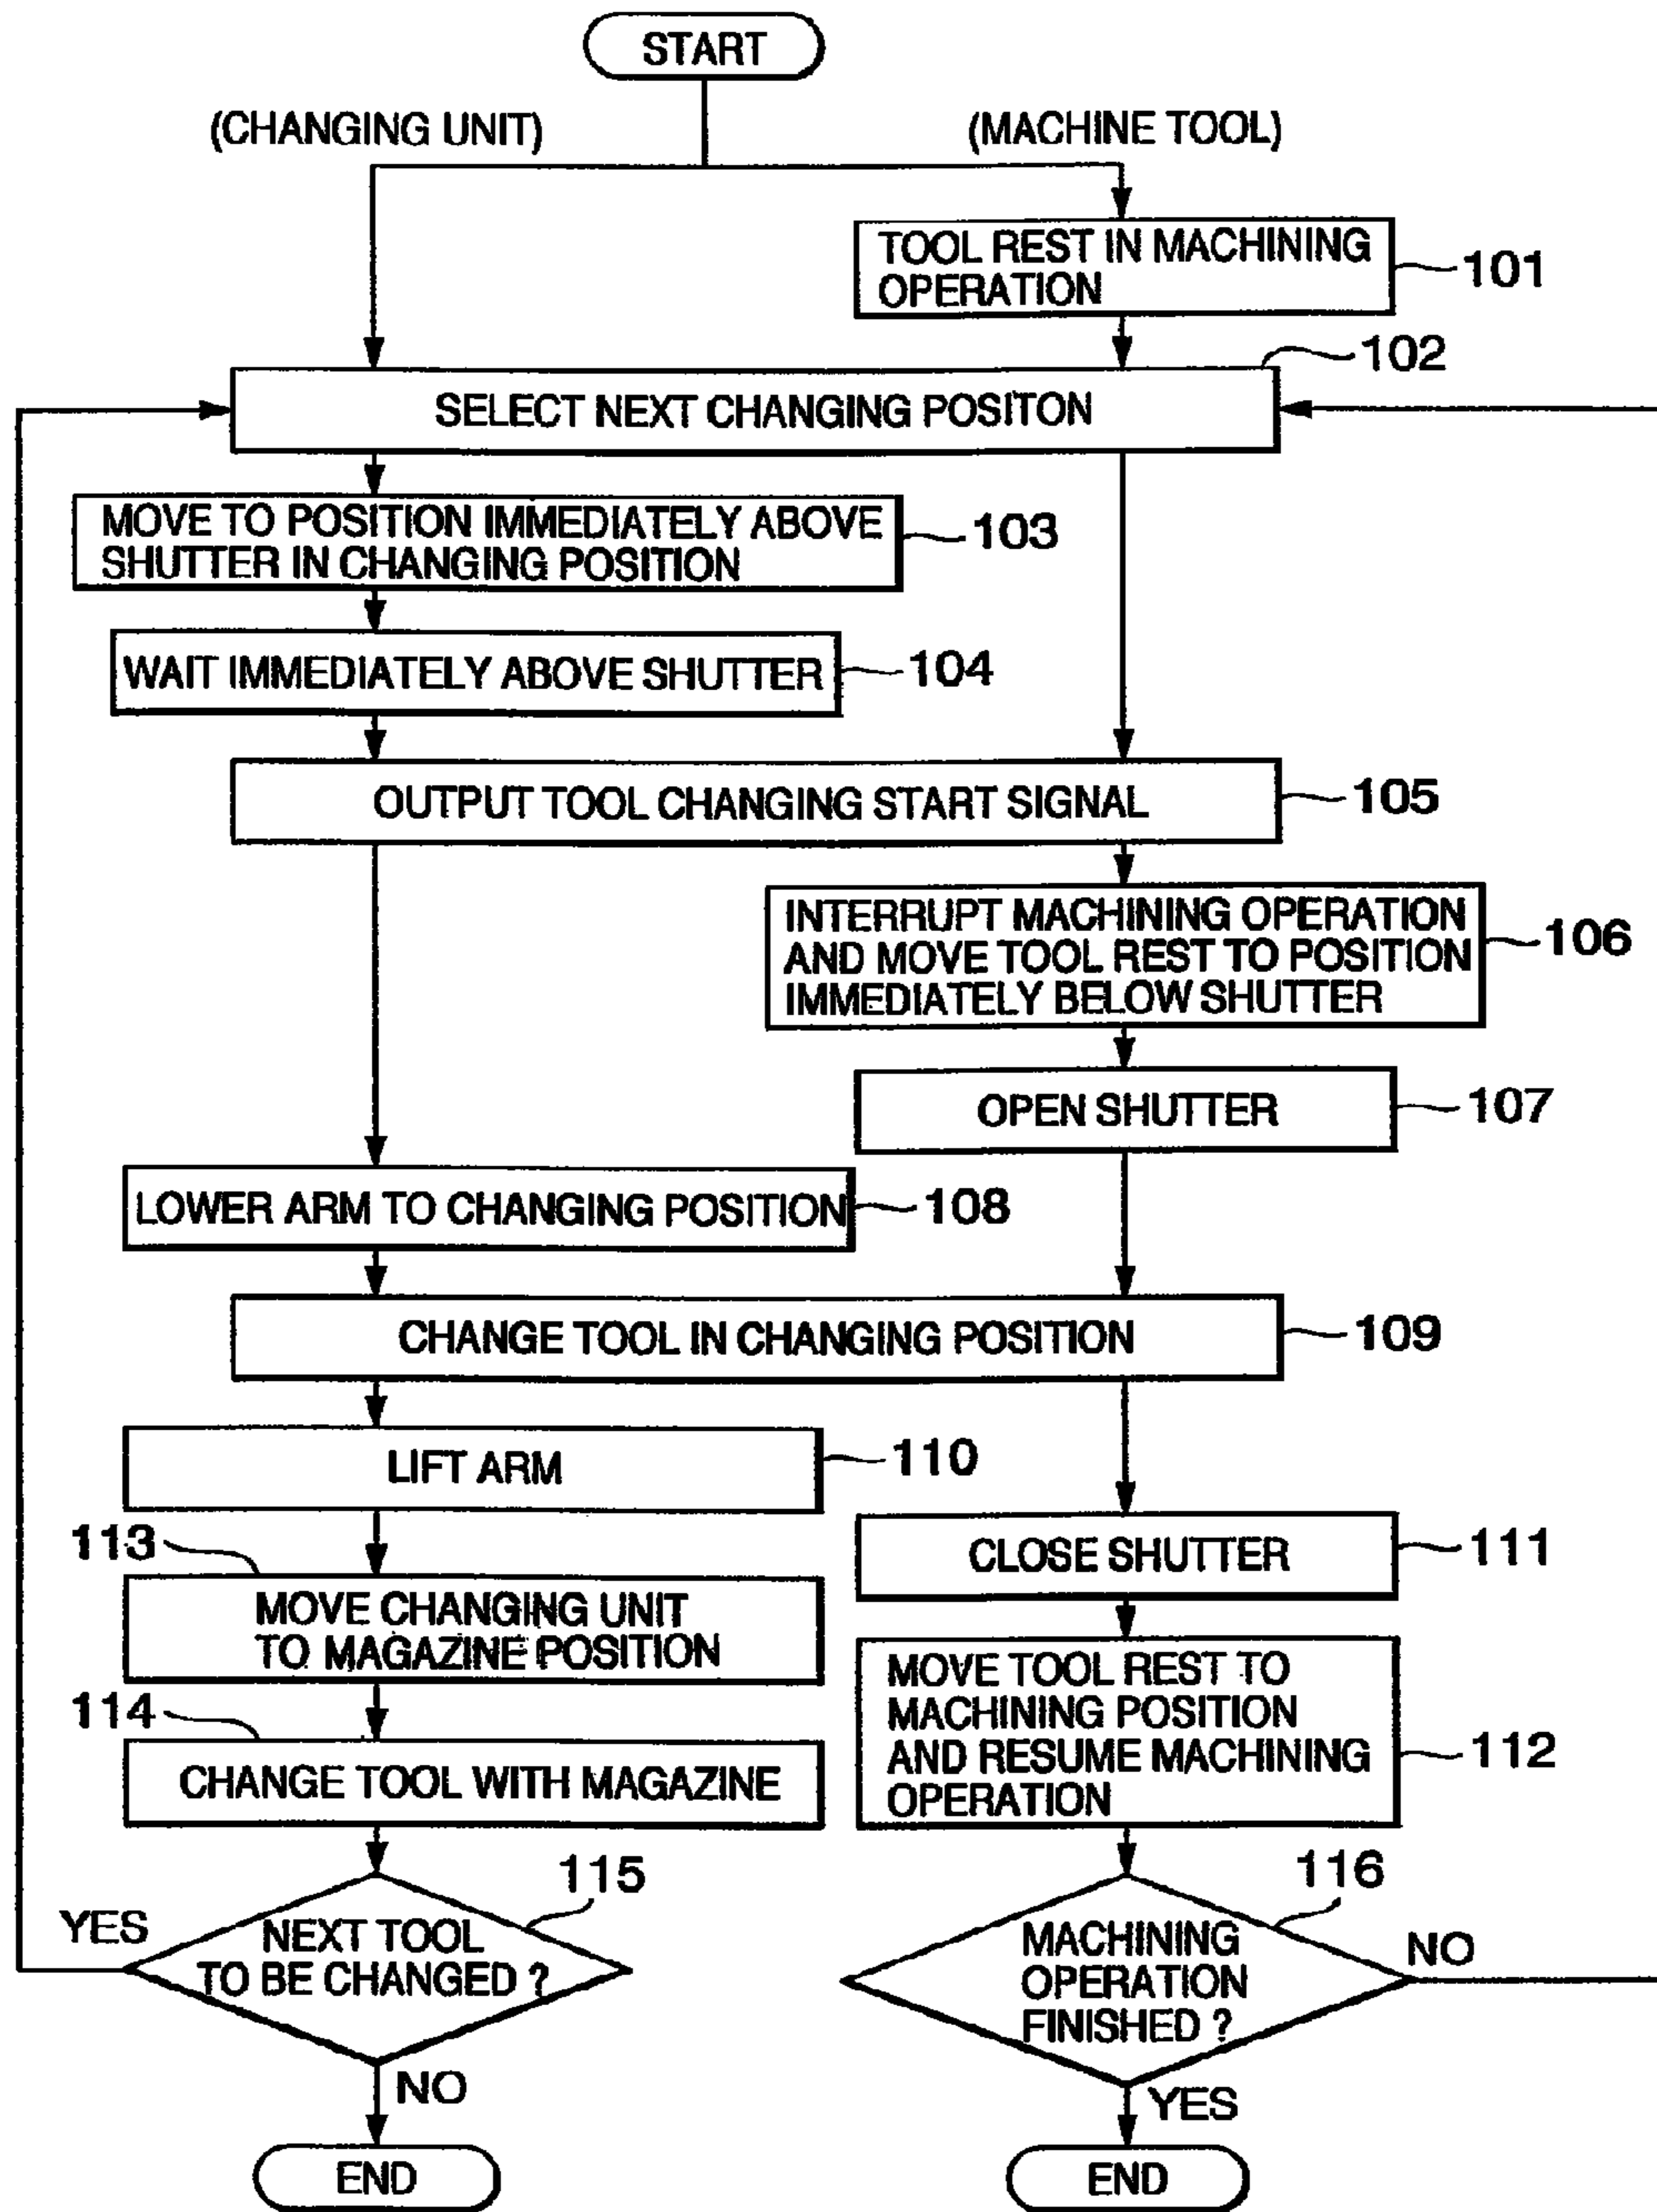 START
(CHANGING UNIT)
(MACHINE TOOL)
TOOL REST IN MACHINING
OPERATION
101
102
SELECT NEXT CHANGING POSITON
MOVE TO POSITION IMMEDIATELY ABOVE
SHUTTER IN CHANGING POSITION
103
WAIT IMMEDIATELY ABOVE SHUTTER
104
OUTPUT TOOL CHANGING START SIGNAL
105
INTERRUPT MACHINING OPERATION
AND MOVE TOOL REST TO POSITION
IMMEDIATELY BELOW SHUTTER
106
OPEN SHUTTER
107
LOWER ARM TO CHANGING POSITION
108
CHANGE TOOL IN CHANGING POSITION
109
LIFT ARM
110
CLOSE SHUTTER
111
113
MOVE CHANGING UNIT
TO MAGAZINE POSITION
MOVE TOOL REST TO
MACHINING POSITION
AND RESUME MACHINING
OPERATION
112
114
CHANGE TOOL WITH MAGAZINE
115
NEXT TOOL
TO BE CHANGED ?
YES
NO
END
116
MACHINING
OPERATION
FINISHED ?
NO
YES
END